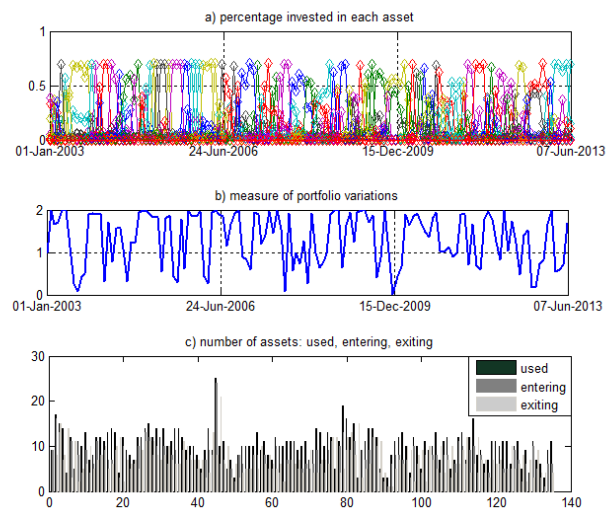 a) percentage invested in each asset
1
0.5
0
01-Jan-2003 24-Jun-2006 15-Dec-2009 07-Jun-2013
b) measure of portfolio variations
2
1
0
01-Jan-2003 24-Jun-2006 15-Dec-2009 07-Jun-2013
c) number of assets: used, entering, exiting
30
used
entering
exiting
20
10
0
0 20 40 60 80 100 120 140